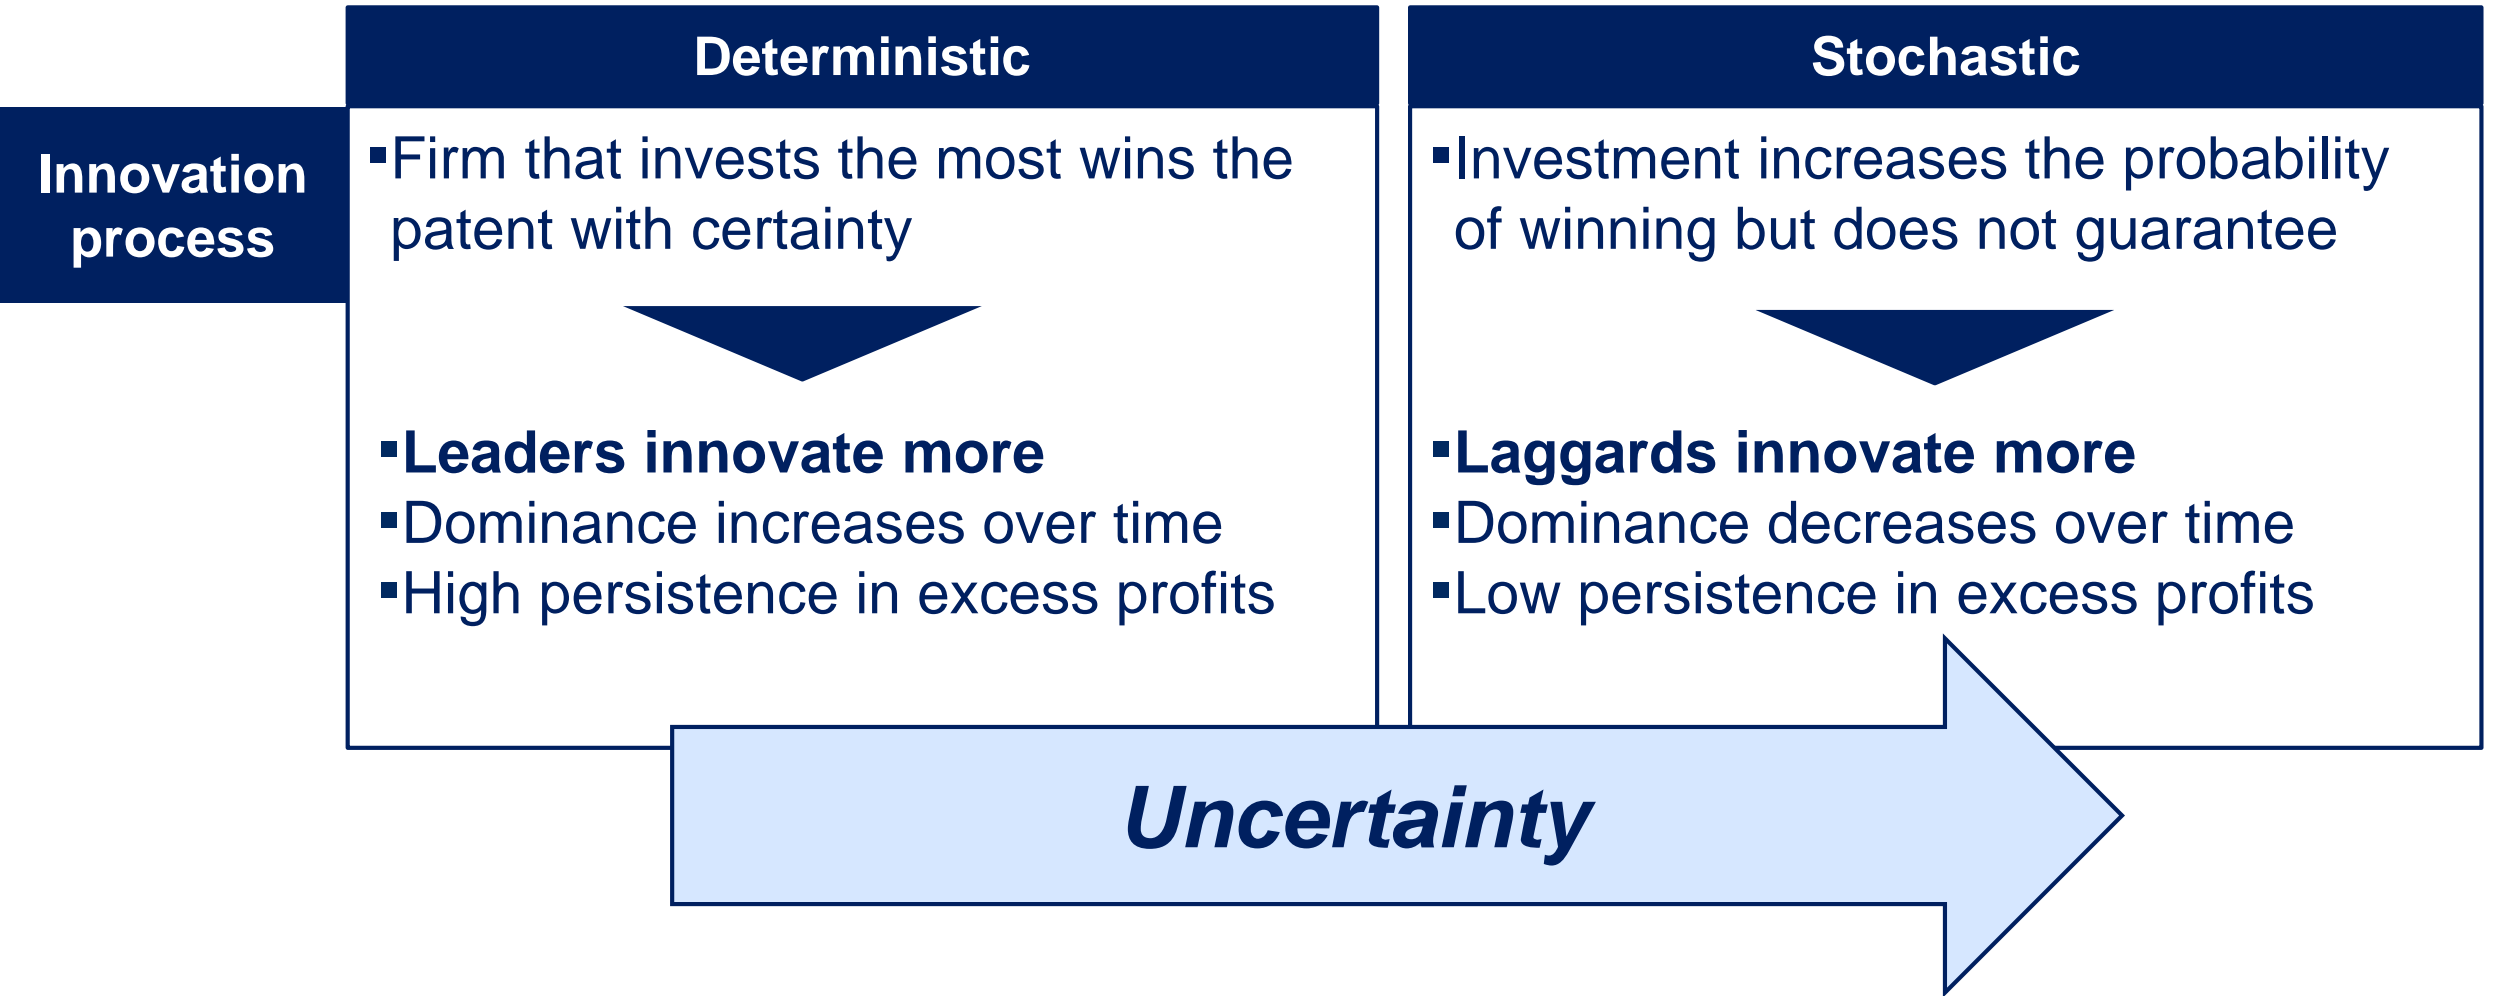 Deterministic
Stochastic
Innovation
process
▪Firm that invests the most wins the
patent with certainty
▪Investment increases the probability
of winning but does not guarantee
▪Leaders innovate more
▪Dominance increases over time
▪High persistence in excess profits
▪Laggards innovate more
▪Dominance decreases over time
▪Low persistence in excess profits
Uncertainty